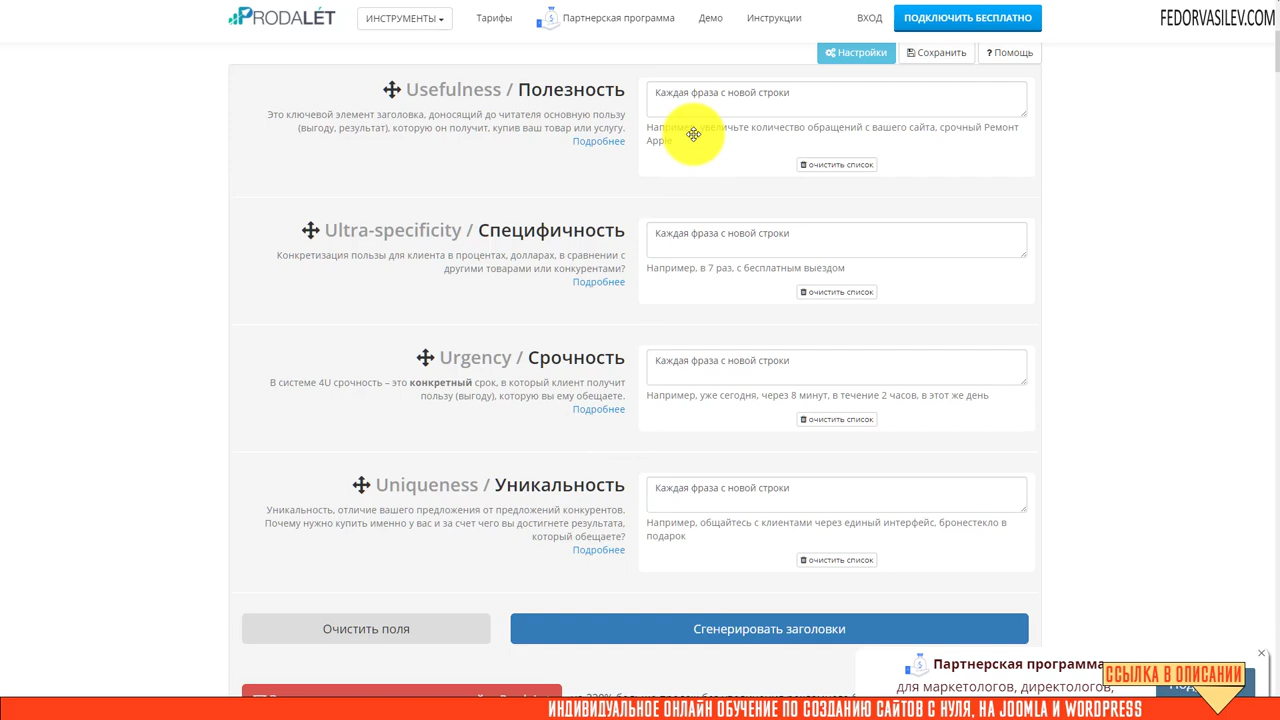 PRODALÉT
ИНСТРУМЕНТЫ
Тарифы
Партнерская программа
Демо
Инструкции
ВХОД
ПОДКЛЮЧИТЬ БЕСПЛАТНО
FEDORVASILEV.COM
Настройки
Сохранить
? Помощь
Usefulness / Полезность
Это ключевой элемент заголовка, доносящий до читателя основную пользу
(выгоду, результат), которую он получит, купив ваш товар или услугу.
Подробнее
Каждая фраза с новой строки
Например, увеличьте количество обращений с вашего сайта, срочный Ремонт
Apple
очистить список
Ultra-specificity / Специфичность
Конкретизация пользы для клиента в процентах, долларах, в сравнении с
другими товарами или конкурентами?
Подробнее
Каждая фраза с новой строки
Например, в 7 раз, с бесплатным выездом
очистить список
Urgency / Срочность
В системе 4U срочность – это конкретный срок, в который клиент получит
пользу (выгоду), которую вы ему обещаете.
Подробнее
Каждая фраза с новой строки
Например, уже сегодня, через 8 минут, в течение 2 часов, в этот же день
очистить список
Uniqueness / Уникальность
Уникальность, отличие вашего предложения от предложений конкурентов.
Почему нужно купить именно у вас и за счет чего вы достигнете результата,
который обещаете?
Подробнее
Каждая фраза с новой строки
Например, общайтесь с клиентами через единый интерфейс, бронестекло в
подарок
очистить список
Очистить поля
Сгенерировать заголовки
Партнерская программа
для маркетологов, директологов,
ССЫЛКА В ОПИСАНИИ
ИНДИВИДУАЛЬНОЕ ОНЛАЙН ОБУЧЕНИЕ ПО СОЗДАНИЮ САЙТОВ С НУЛЯ, НА JOOMLA И WORDPRESS